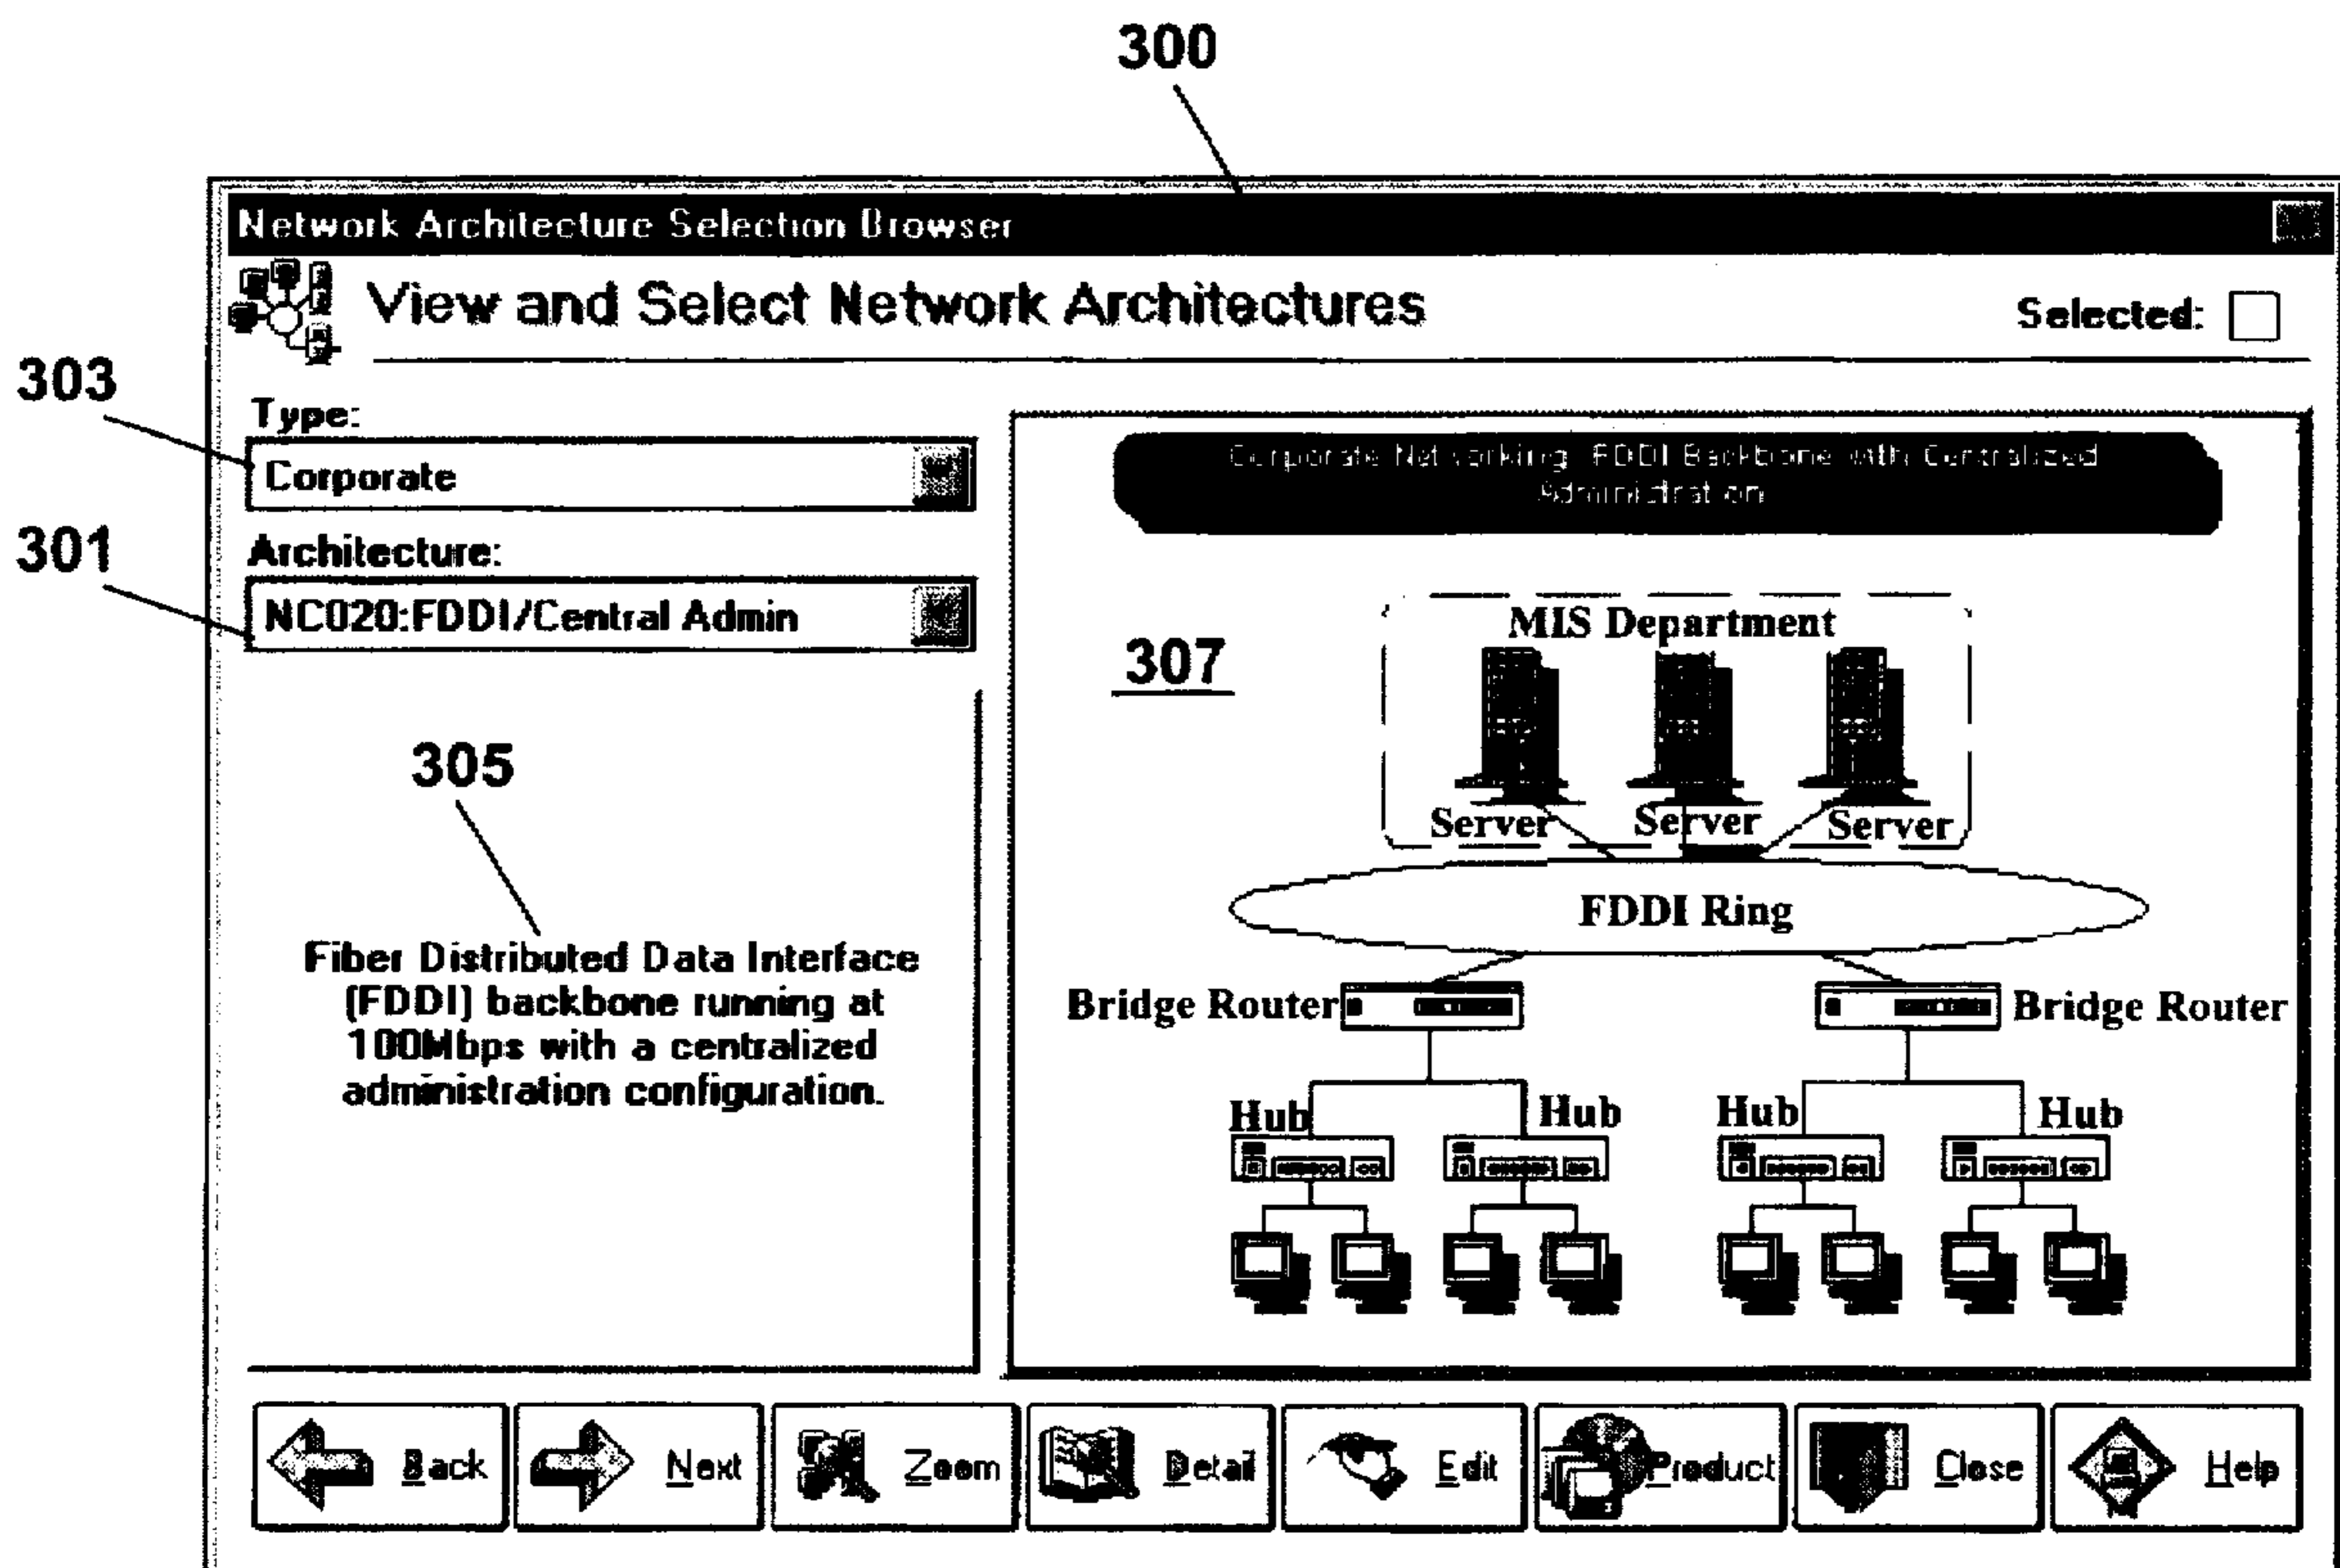 300
Network Architecture Selection Browser
View and Select Network Architectures
Selected:
303
Type:
Corporate
301
Architecture:
NC020:FDDI/Central Admin
305
Fiber Distributed Data Interface
(FDDI) backbone running at
100Mbps with a centralized
administration configuration.
Corporate Networking FDDI Backbone with Centralized
Administration
307
MIS Department
Server Server Server
FDDI Ring
Bridge Router Bridge Router
Hub Hub Hub Hub
Back Next Zoom Detail Edit Product Close Help